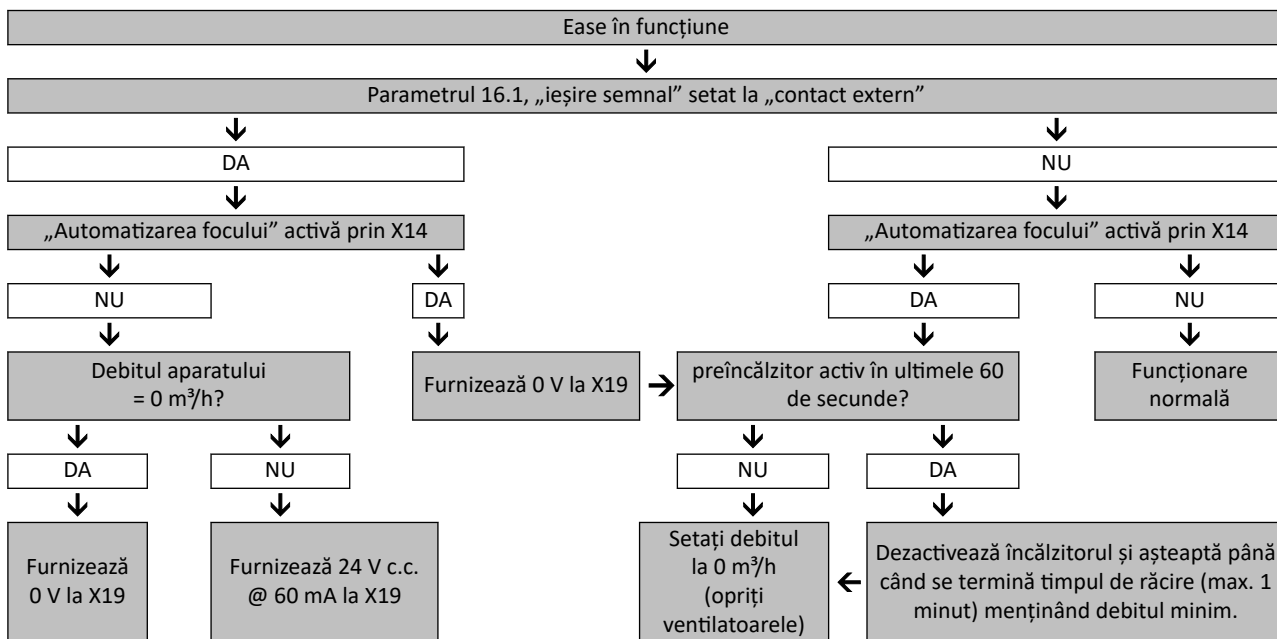 Ease în funcțiune
Parametrul 16.1, „ieșire semnal” setat la „contact extern”
DA
NU
„Automatizarea focului” activă prin X14
„Automatizarea focului” activă prin X14
NU
DA
DA
NU
Debitul aparatului
= 0 m³/h?
Furnizează 0 V la X19
preîncălzitor activ în ultimele 60
de secunde?
Funcționare
normală
DA
NU
NU
DA
Furnizează
0 V la X19
Furnizează 24 V c.c.
@ 60 mA la X19
Setați debitul
la 0 m³/h
(opriți
ventilatoarele)
Dezactivează încălzitorul și așteaptă până
când se termină timpul de răcire (max. 1
minut) menținând debitul minim.